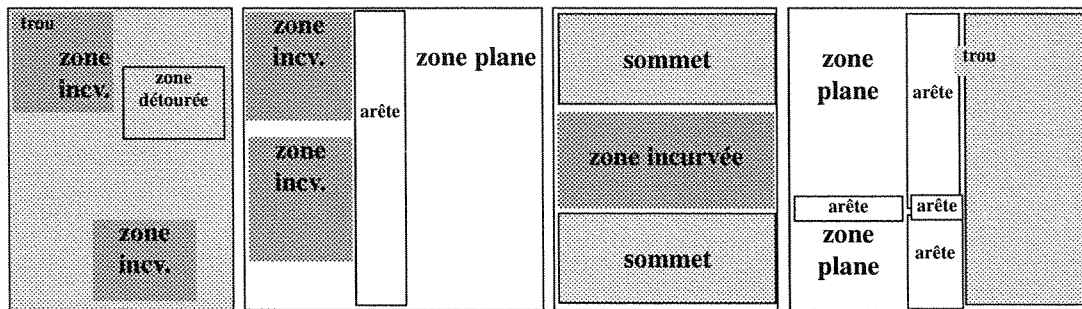 trou
zone
incv.
zone
détourée
zone
incv.
zone
incv.
zone
incv.
arête
zone plane
sommet
zone incurvée
sommet
zone
plane
arête
trou
arête
arête
zone
plane
arête